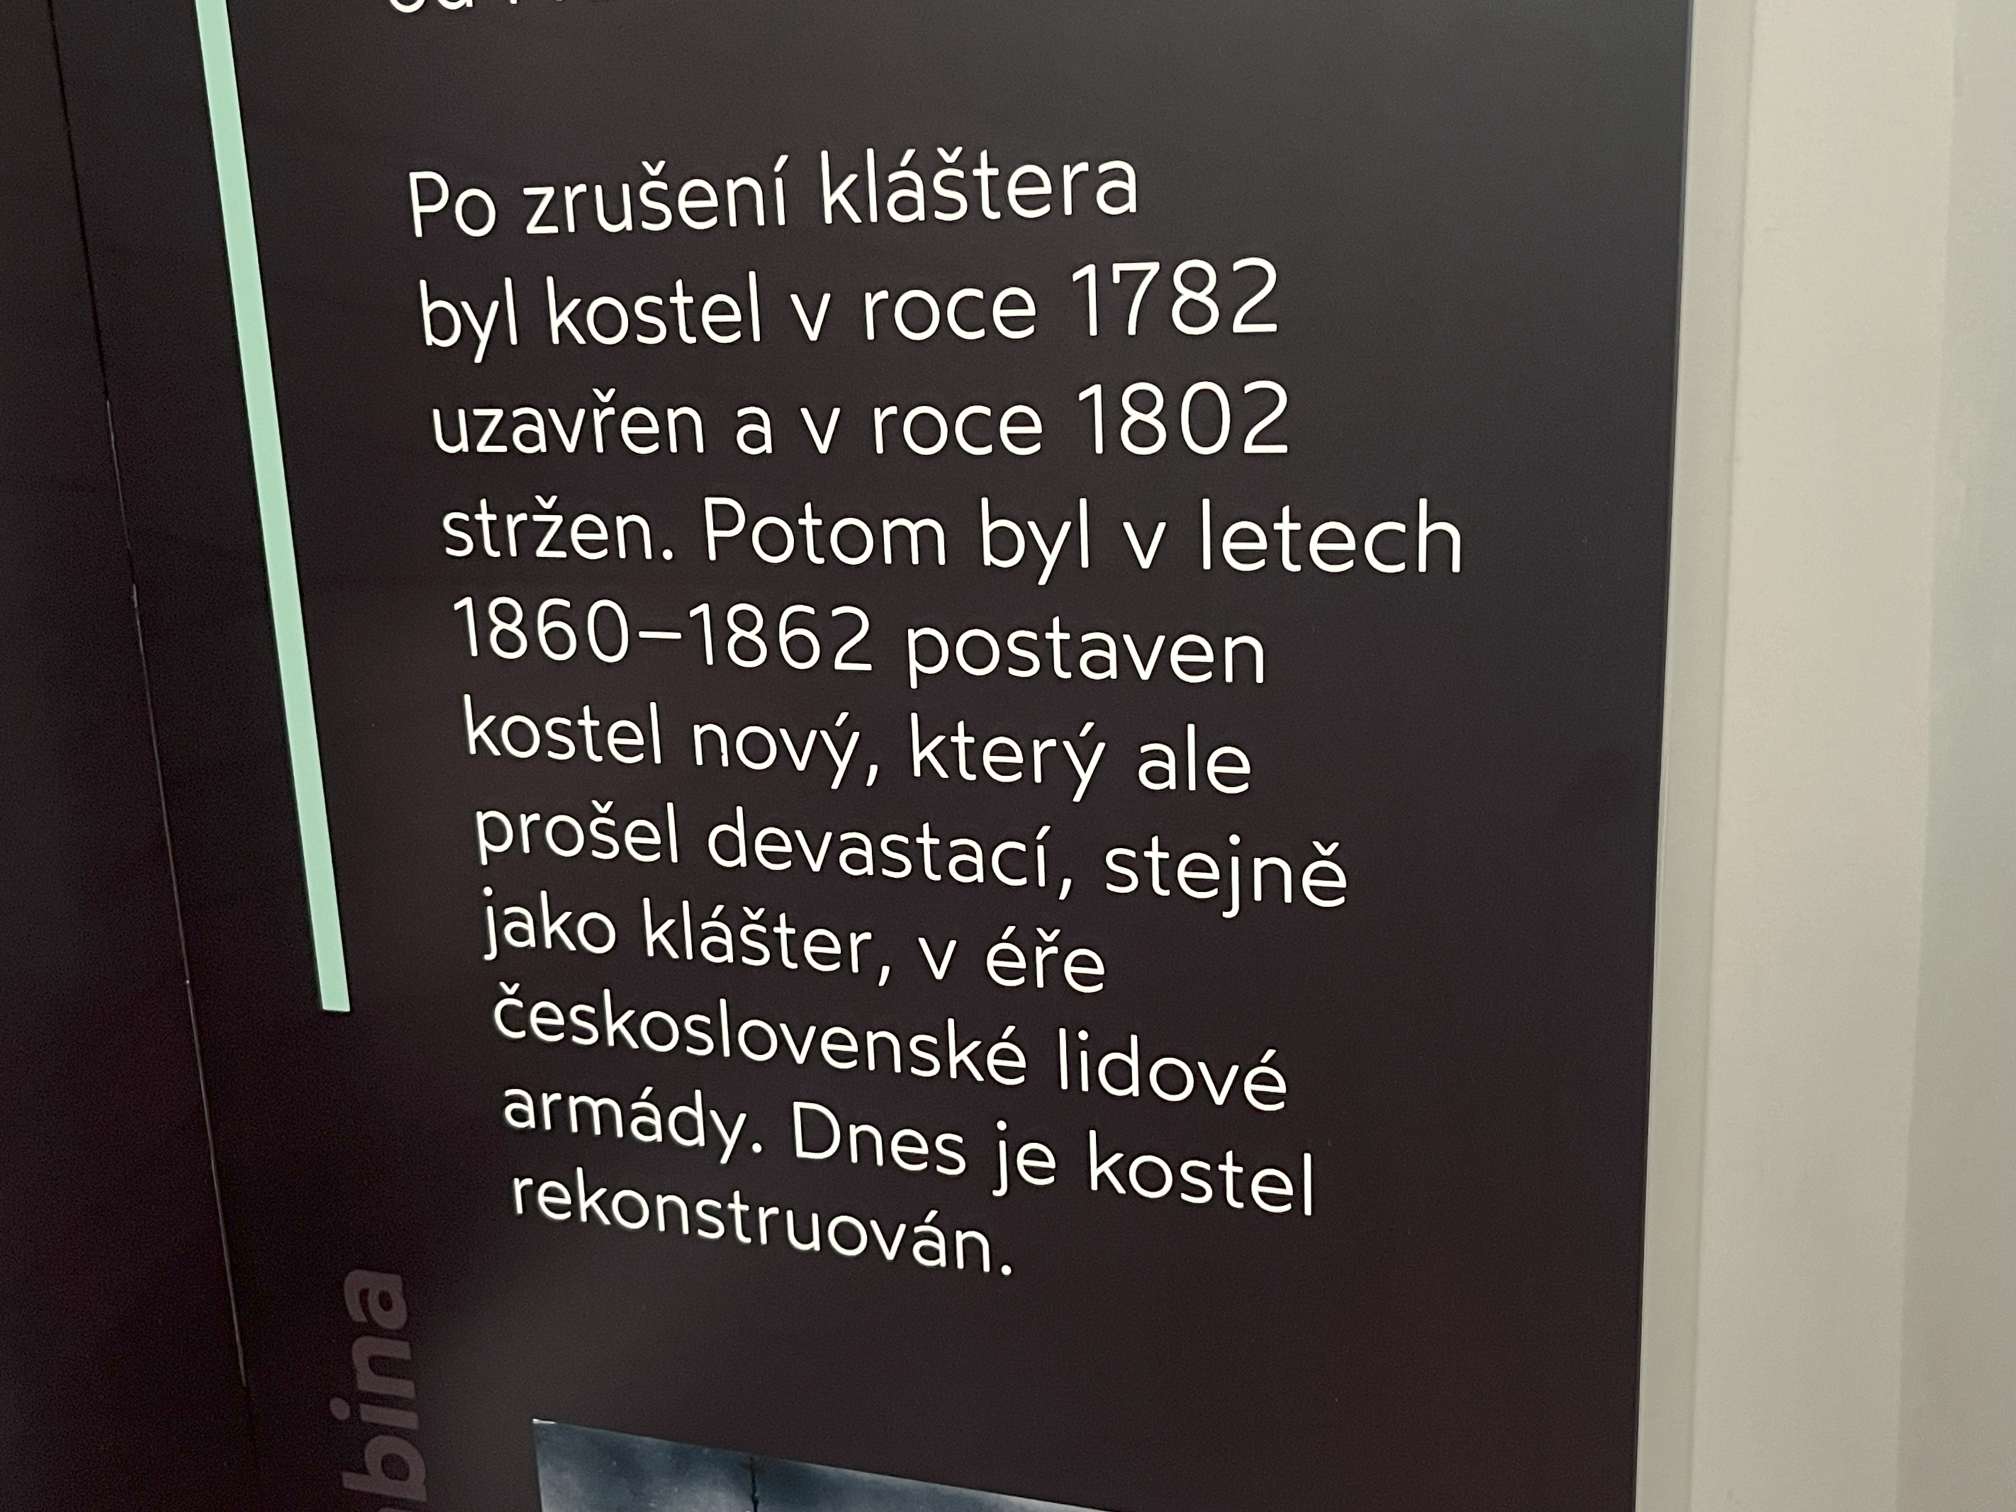 Po zrušení kláštera
byl kostel v roce 1782
uzavřen a v roce 1802
stržen. Potom byl v letech
1860–1862 postaven
kostel nový, který ale
prošel devastací, stejně
jako klášter, v éře
československé lidové
armády. Dnes je kostel
rekonstruován.